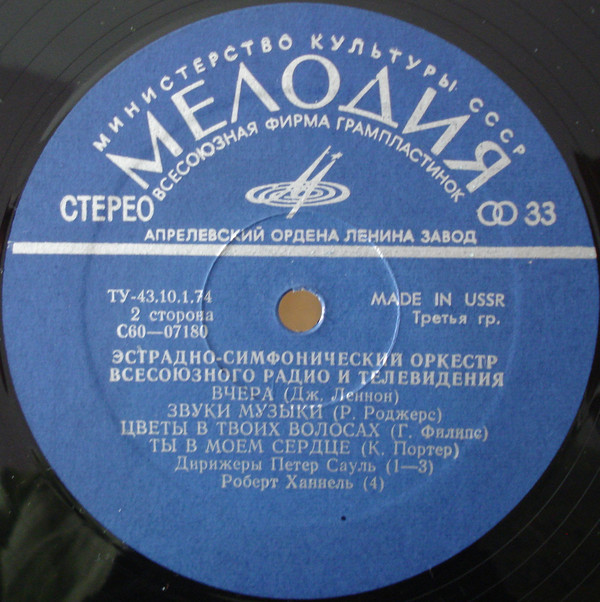 МИНИСТЕРСТВО КУЛЬТУРЫ СССР
МЕЛОДИЯ
ВСЕСОЮЗНАЯ ФИРМА ГРАМПЛАСТИНОК
СТЕРЕО
33
АПРЕЛЕВСКИЙ ОРДЕНА ЛЕНИНА ЗАВОД
ТУ-43.10.1.74
MADE IN USSR
2 сторона
Третья гр.
С60—07180
ЭСТРАДНО-СИМФОНИЧЕСКИЙ ОРКЕСТР
ВСЕСОЮЗНОГО РАДИО И ТЕЛЕВИДЕНИЯ
ВЧЕРА (Дж. Леннон)
ЗВУКИ МУЗЫКИ (Р. Роджерс)
ЦВЕТЫ В ТВОИХ ВОЛОСАХ (Г. Филипс)
ТЫ В МОЕМ СЕРДЦЕ (К. Портер)
Дирижеры Петер Сауль (1—3)
Роберт Ханнель (4)